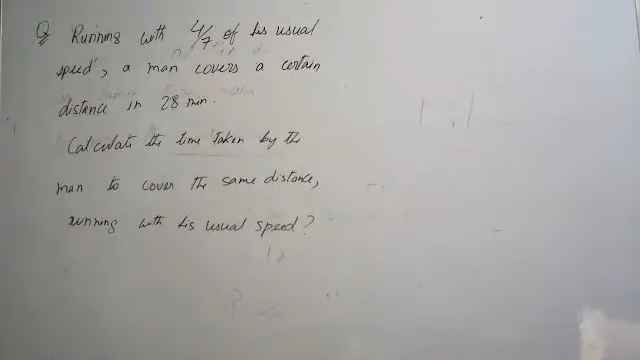 Q Running with 4/7 of his usual
speed, a man covers a certain
distance in 28 min.
Calculate the time taken by the
man to cover the same distance,
running with his usual speed?